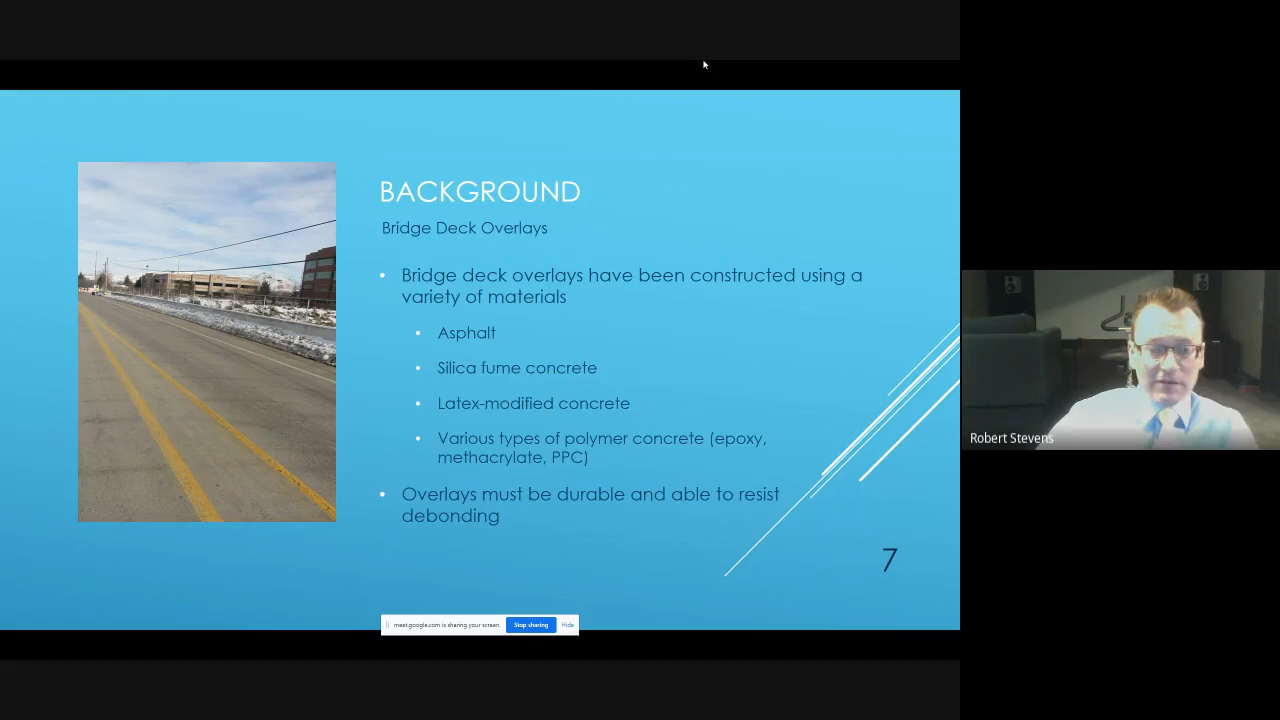 BACKGROUND
Bridge Deck Overlays
• Bridge deck overlays have been constructed using a
variety of materials
• Asphalt
• Silica fume concrete
• Latex-modified concrete
• Various types of polymer concrete (epoxy,
methacrylate, PPC)
• Overlays must be durable and able to resist
debonding
7
meet.google.com is sharing your screen. Stop sharing Hide
Robert Stevens